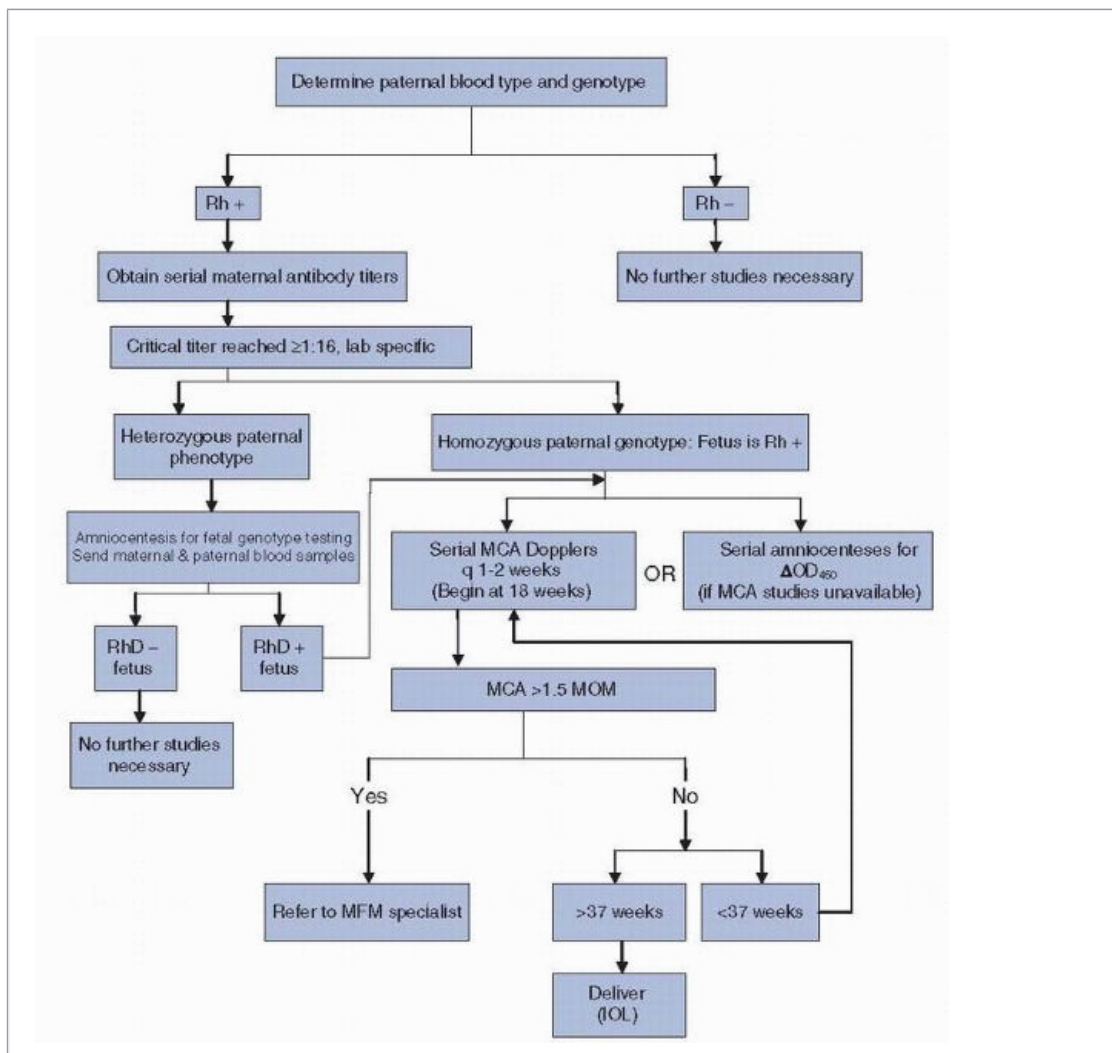 Determine paternal blood type and genotype
Rh +
Rh –
Obtain serial maternal antibody titers
No further studies necessary
Critical titer reached ≥1:16, lab specific
Heterozygous paternal
phenotype
Homozygous paternal genotype: Fetus is Rh +
Amniocentesis for fetal genotype testing
Send maternal & paternal blood samples
Serial MCA Dopplers
q 1-2 weeks
(Begin at 18 weeks)
OR
Serial amniocenteses for
ΔOD₄₅₀
(if MCA studies unavailable)
RhD –
fetus
RhD +
fetus
MCA >1.5 MOM
No further studies
necessary
Yes
No
Refer to MFM specialist
>37 weeks
<37 weeks
Deliver
(IOL)